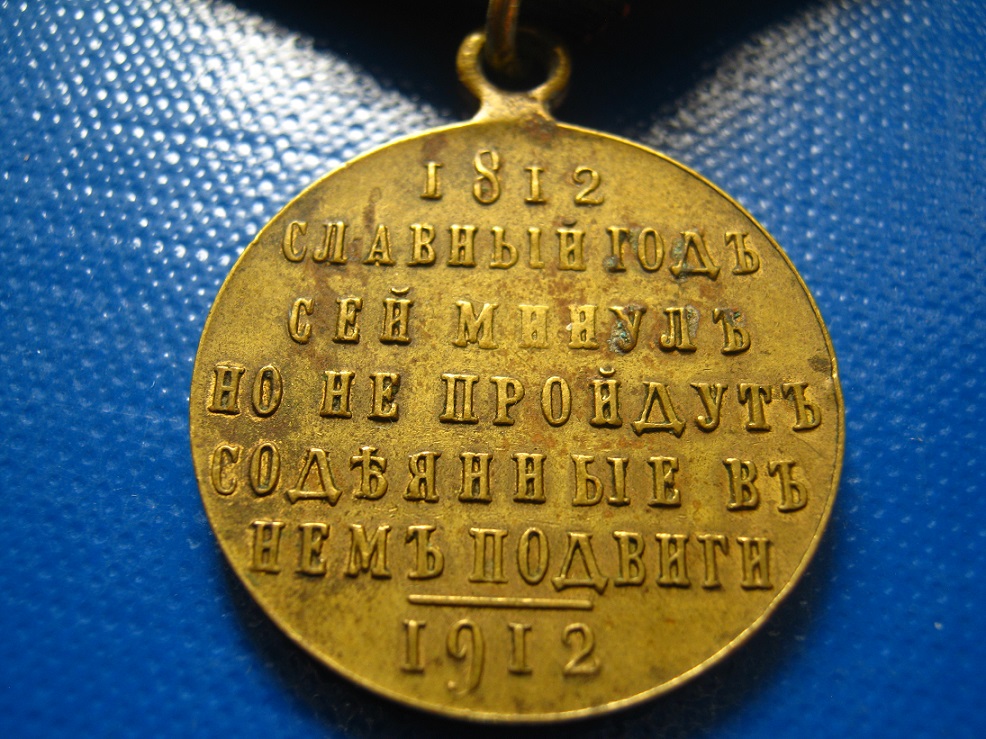 1812
СЛАВНЫЙ ГОДЪ
СЕЙ МИНУЛЪ
НО НЕ ПРОЙДУТЪ
СОДѢЯННЫЕ ВЪ
НЕМЪ ПОДВИГИ
1912